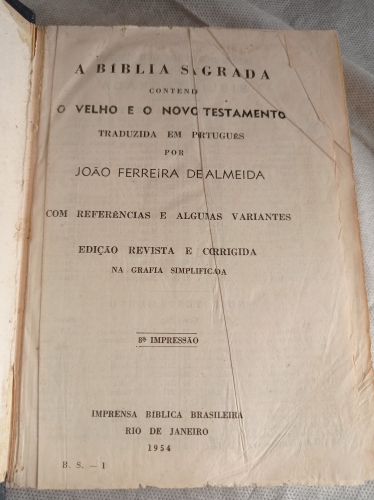 A BÍBLIA SAGRADA
CONTENDO
O VELHO E O NOVO TESTAMENTO
TRADUZIDA EM PORTUGUÊS
POR
JOÃO FERREIRA DE ALMEIDA
COM REFERÊNCIAS E ALGUMAS VARIANTES
EDIÇÃO REVISTA E CORRIGIDA
NA GRAFIA SIMPLIFICADA
8ª IMPRESSÃO
IMPRENSA BÍBLICA BRASILEIRA
RIO DE JANEIRO
1954
B. S. — 1